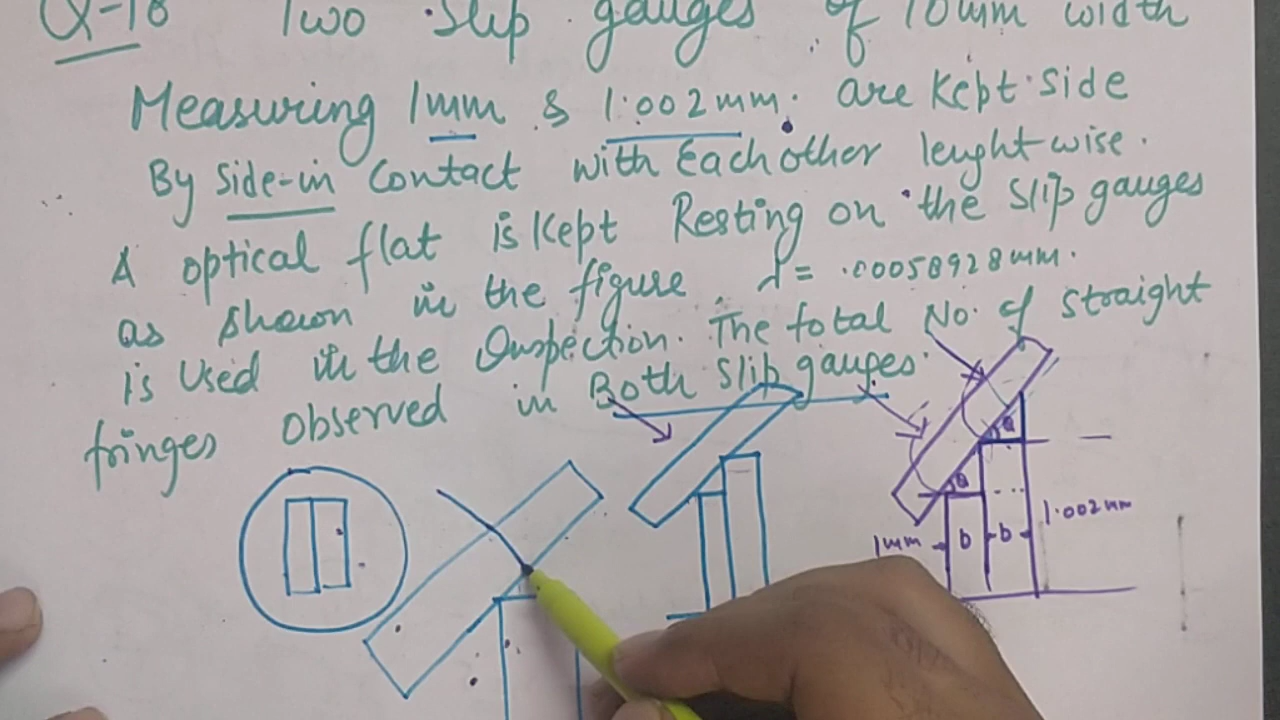 Q-18 Two slip gauges of 10mm width
Measuring 1mm & 1.002mm. are Kept side
By side-in contact with Each other lenghtwise.
A optical flat is Kept Resting on the slip gauges
as shown in the figure. λ = .00058928mm.
is Used in the Inspection. The total No. of straight
fringes observed in Both slip gauges.
θ
θ
1mm b b 1.002mm